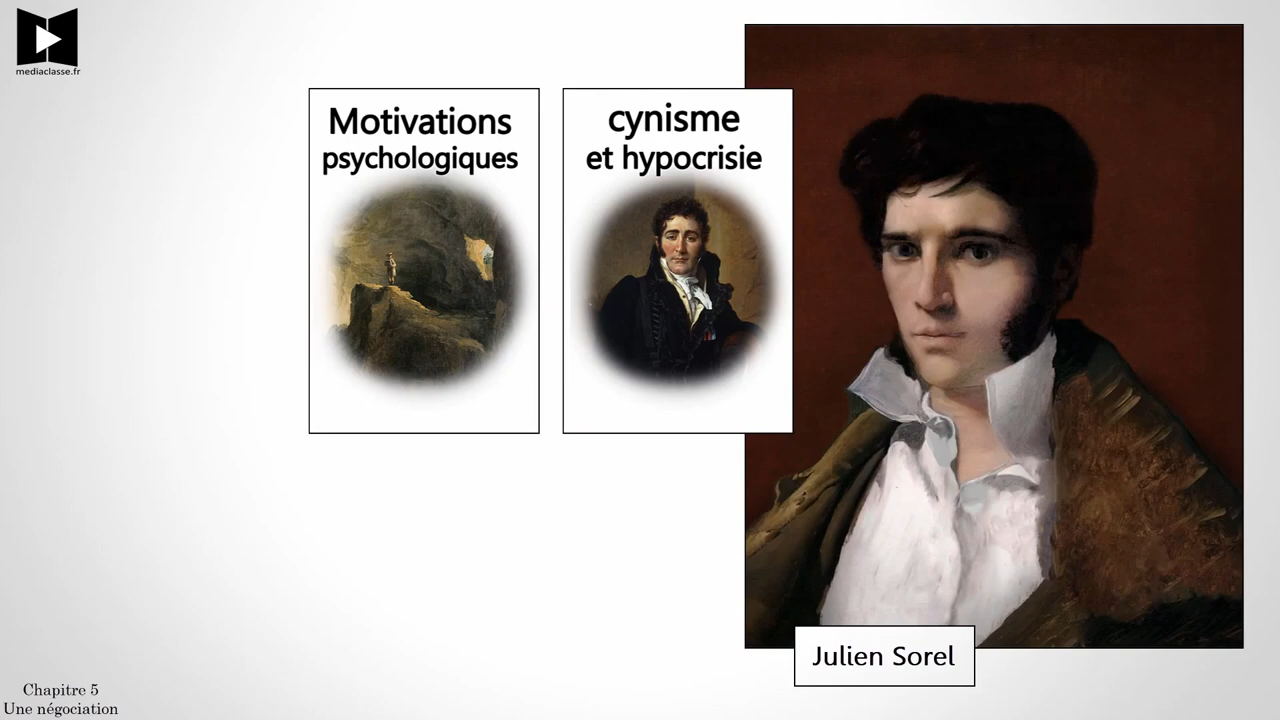 mediaclasse.fr
Motivations
psychologiques
cynisme
et hypocrisie
Julien Sorel
Chapitre 5
Une négociation